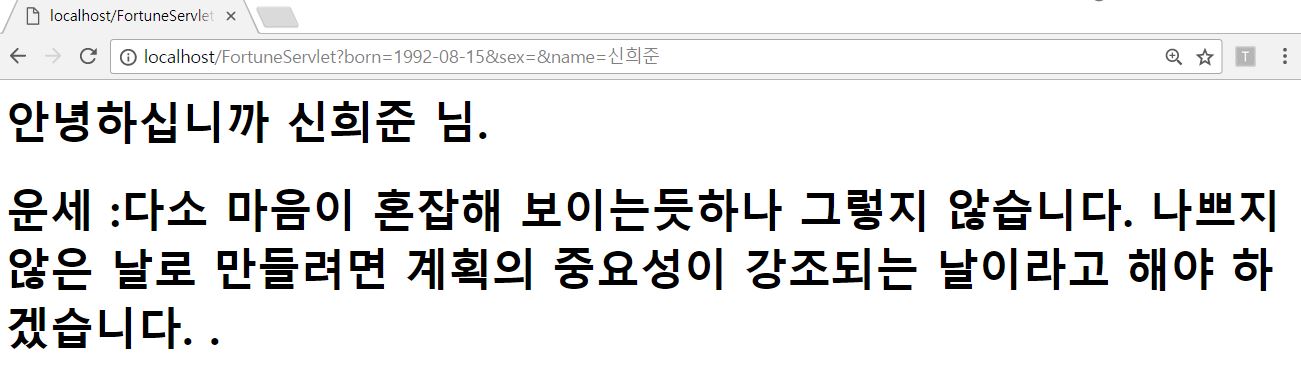 localhost/FortuneServlet
localhost/FortuneServlet?born=1992-08-15&sex=&name=신희준
T
안녕하십니까 신희준 님.
운세 :다소 마음이 혼잡해 보이는듯하나 그렇지 않습니다. 나쁘지
않은 날로 만들려면 계획의 중요성이 강조되는 날이라고 해야 하
겠습니다. .